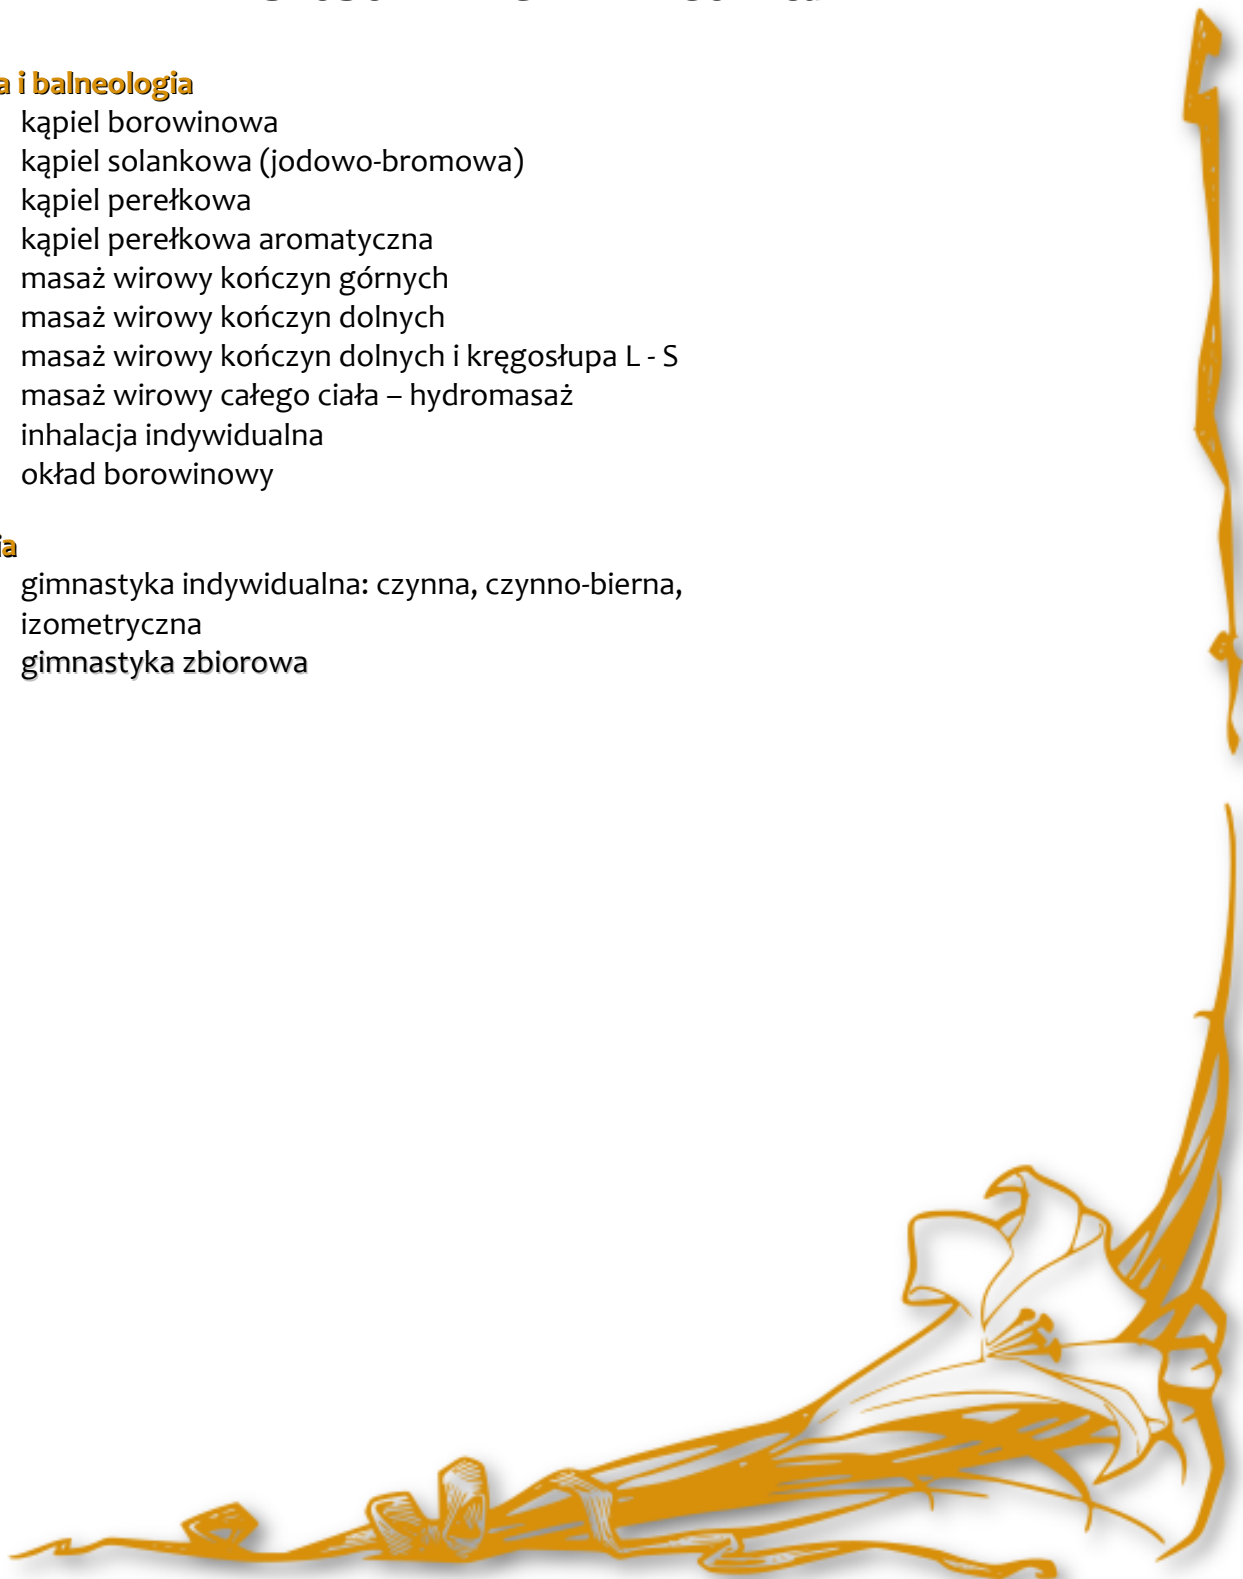 a i balneologia
kąpiel borowinowa
kąpiel solankowa (jodowo-bromowa)
kąpiel perełkowa
kąpiel perełkowa aromatyczna
masaż wirowy kończyn górnych
masaż wirowy kończyn dolnych
masaż wirowy kończyn dolnych i kręgosłupa L - S
masaż wirowy całego ciała – hydromasaż
inhalacja indywidualna
okład borowinowy
ia
gimnastyka indywidualna: czynna, czynno-bierna,
izometryczna
gimnastyka zbiorowa